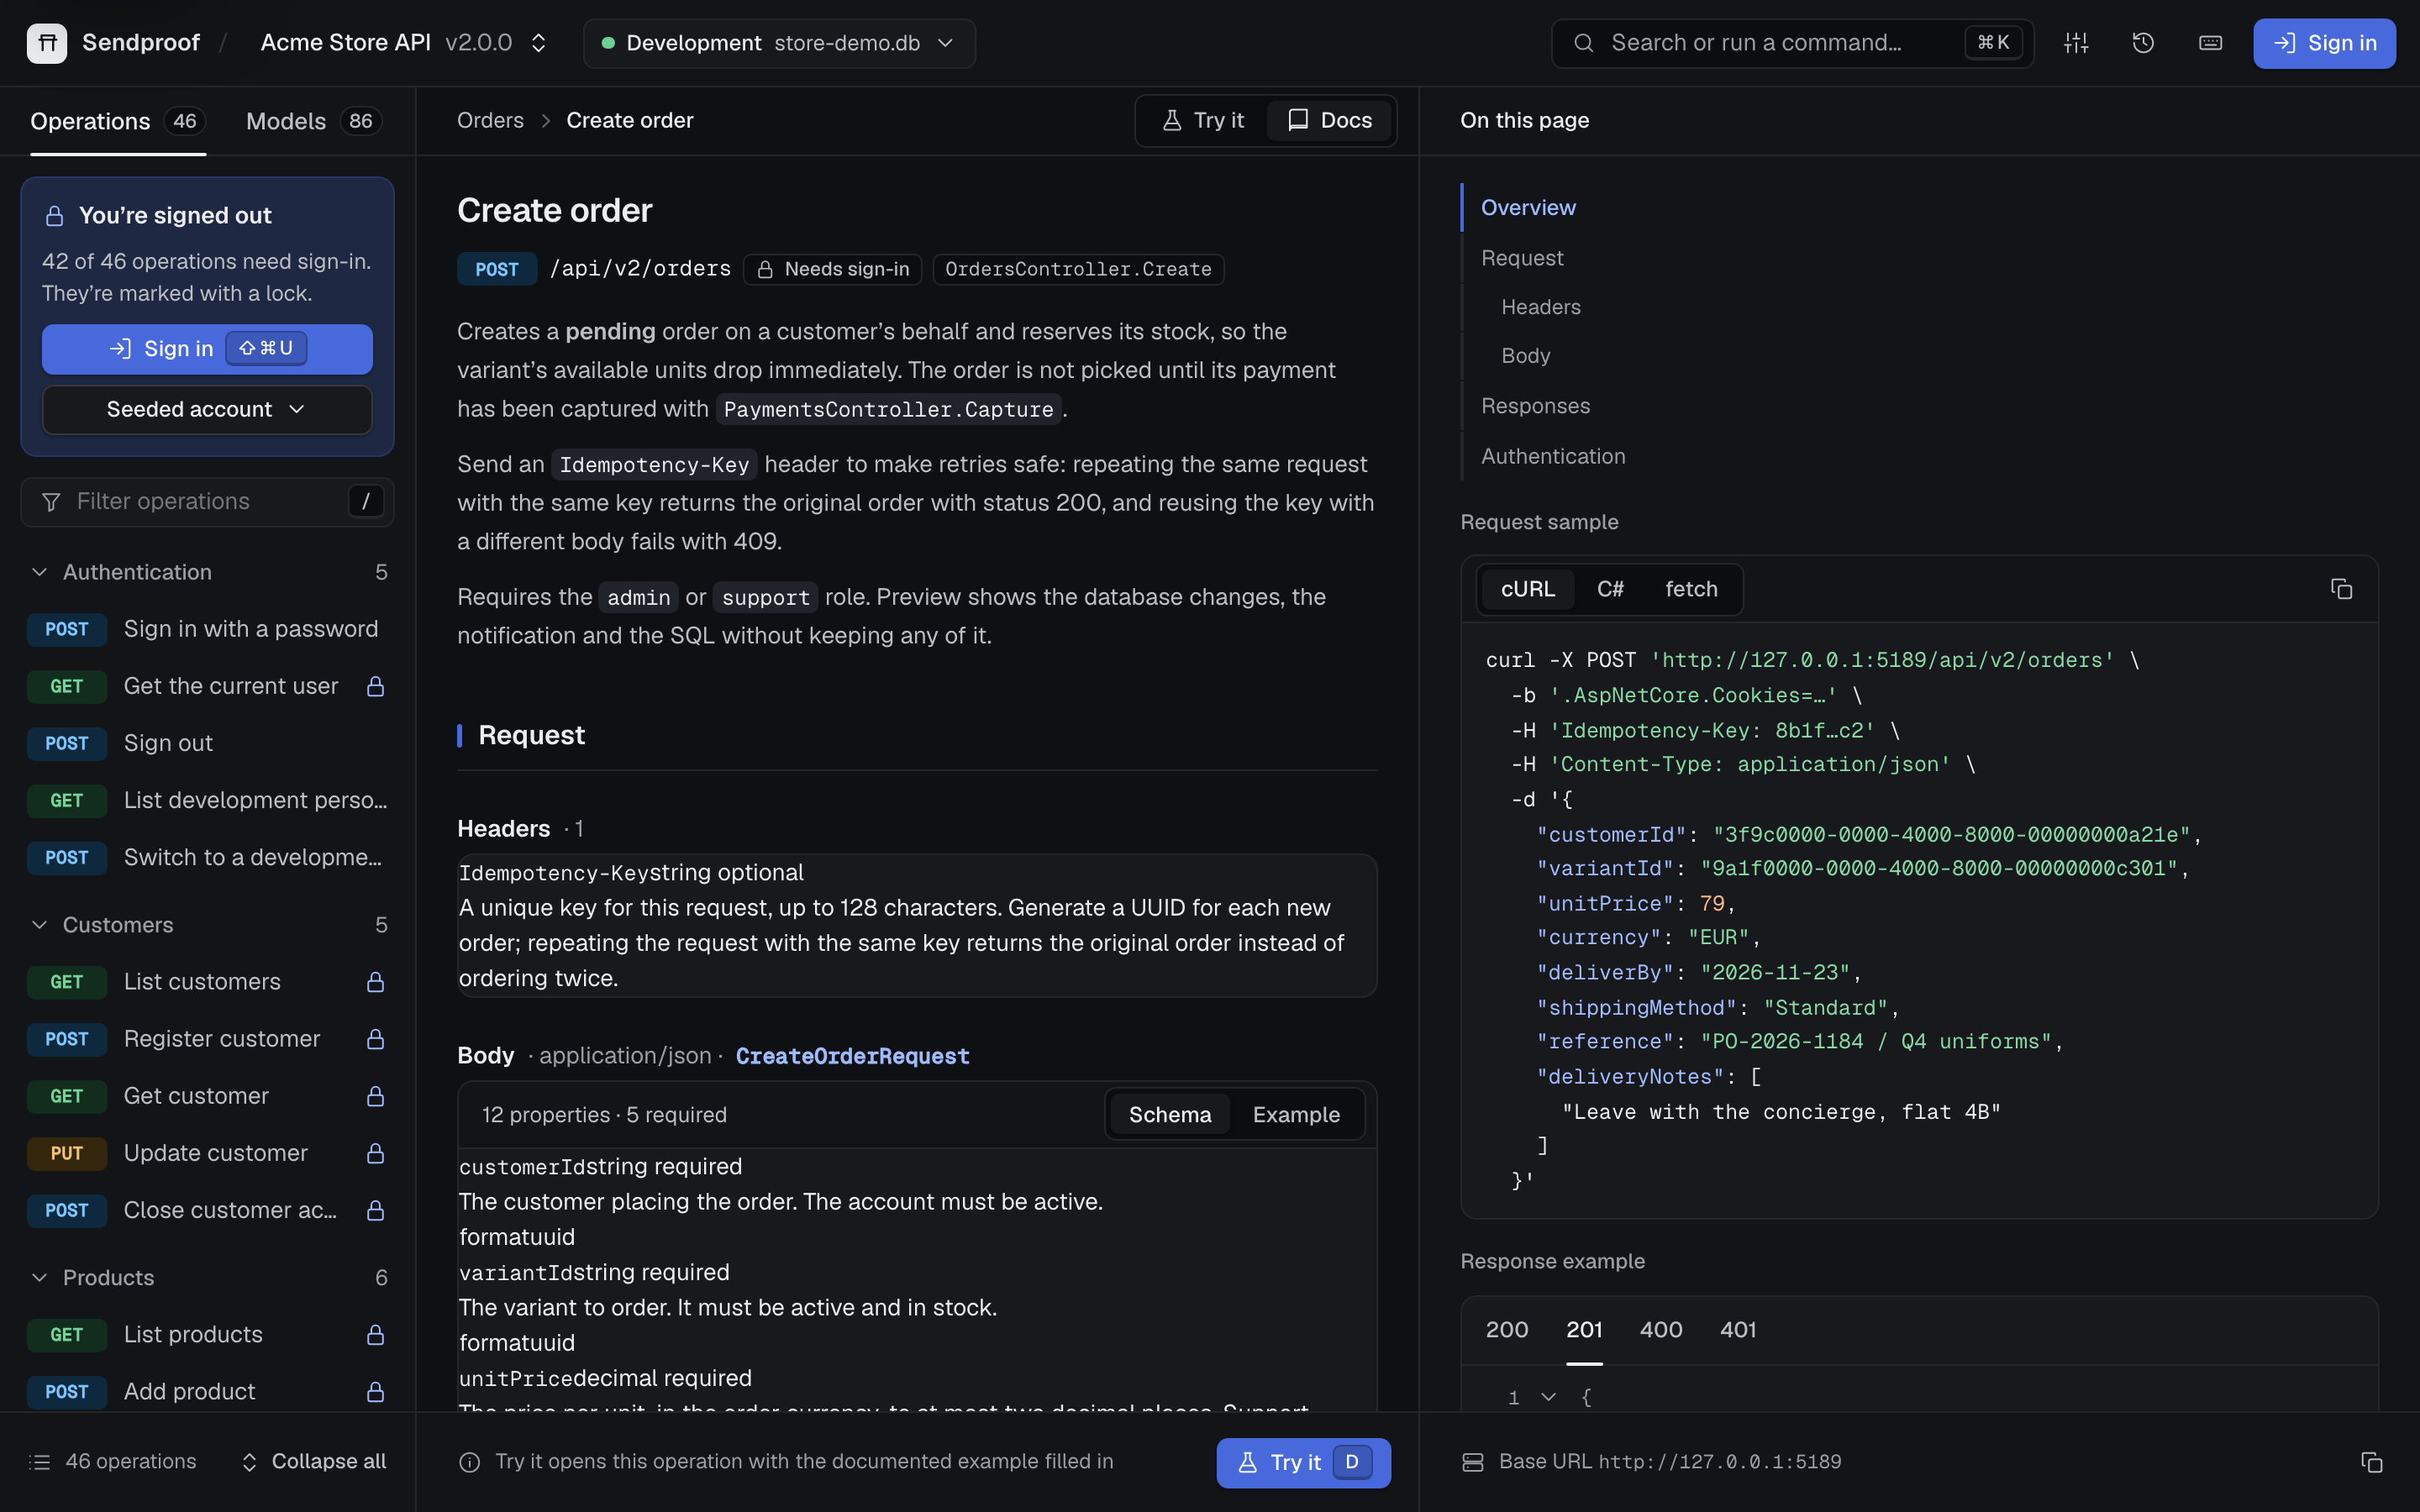 Sendproof / Acme Store API v2.0.0
Development store-demo.db
Search or run a command… ⌘K
Sign in
Operations 46 Models 86
You’re signed out
42 of 46 operations need sign-in.
They’re marked with a lock.
Sign in ⇧⌘U
Seeded account
Filter operations /
Authentication 5
POST Sign in with a password
GET Get the current user
POST Sign out
GET List development perso…
POST Switch to a developme…
Customers 5
GET List customers
POST Register customer
GET Get customer
PUT Update customer
POST Close customer ac…
Products 6
GET List products
POST Add product
46 operations Collapse all
Orders > Create order
Try it Docs
Create order
POST /api/v2/orders Needs sign-in OrdersController.Create
Creates a pending order on a customer’s behalf and reserves its stock, so the
variant’s available units drop immediately. The order is not picked until its payment
has been captured with PaymentsController.Capture.
Send an Idempotency-Key header to make retries safe: repeating the same request
with the same key returns the original order with status 200, and reusing the key with
a different body fails with 409.
Requires the admin or support role. Preview shows the database changes, the
notification and the SQL without keeping any of it.
Request
Headers · 1
Idempotency-Keystring optional
A unique key for this request, up to 128 characters. Generate a UUID for each new
order; repeating the request with the same key returns the original order instead of
ordering twice.
Body · application/json · CreateOrderRequest
12 properties · 5 required
Schema Example
customerIdstring required
The customer placing the order. The account must be active.
formatuuid
variantIdstring required
The variant to order. It must be active and in stock.
formatuuid
unitPricedecimal required
The price per unit, in the order currency, to at most two decimal places. Support
Try it opens this operation with the documented example filled in
Try it D
On this page
Overview
Request
Headers
Body
Responses
Authentication
Request sample
cURL C# fetch
curl -X POST 'http://127.0.0.1:5189/api/v2/orders' \
-b '.AspNetCore.Cookies=…' \
-H 'Idempotency-Key: 8b1f…c2' \
-H 'Content-Type: application/json' \
-d '{
"customerId": "3f9c0000-0000-4000-8000-00000000a21e",
"variantId": "9a1f0000-0000-4000-8000-00000000c301",
"unitPrice": 79,
"currency": "EUR",
"deliverBy": "2026-11-23",
"shippingMethod": "Standard",
"reference": "PO-2026-1184 / Q4 uniforms",
"deliveryNotes": [
"Leave with the concierge, flat 4B"
]
}'
Response example
200 201 400 401
1 {
Base URL http://127.0.0.1:5189